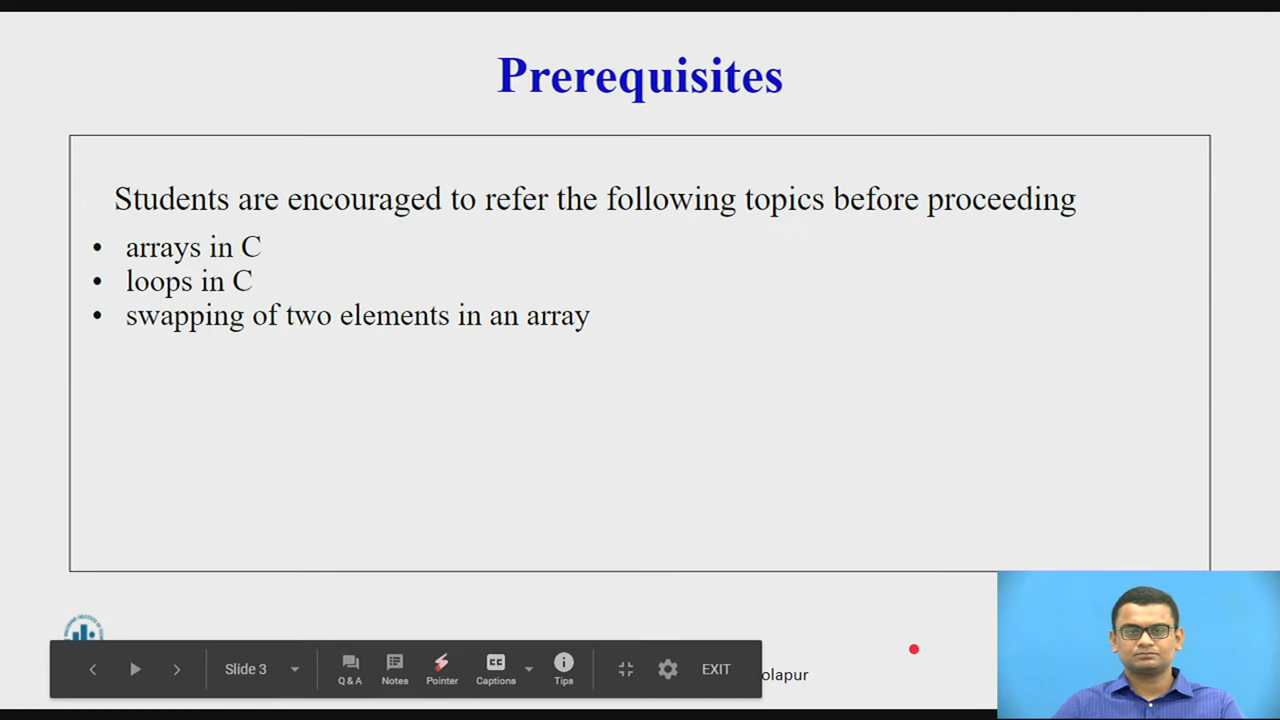 Prerequisites
Students are encouraged to refer the following topics before proceeding
• arrays in C
• loops in C
• swapping of two elements in an array
Slide 3
Q & A
Notes
Pointer
CC
Captions
Tips
EXIT
olapur